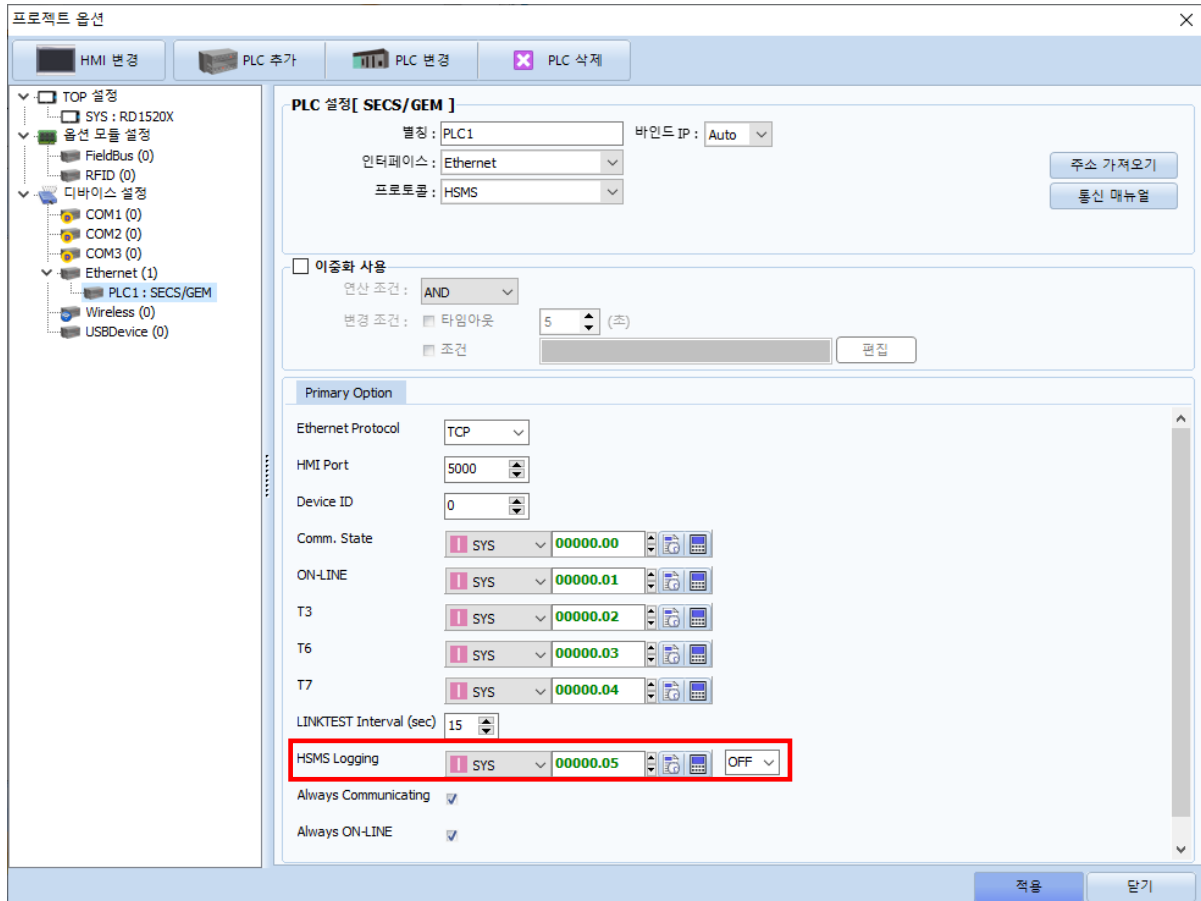 프로젝트 옵션
HMI 변경
PLC 추가
PLC 변경
PLC 삭제
TOP 설정
SYS : RD1520X
옵션 모듈 설정
FieldBus (0)
RFID (0)
디바이스 설정
COM1 (0)
COM2 (0)
COM3 (0)
Ethernet (1)
PLC1 : SECS/GEM
Wireless (0)
USBDevice (0)
PLC 설정[ SECS/GEM ]
별칭 : PLC1 바인드 IP : Auto
인터페이스 : Ethernet
프로토콜 : HSMS
주소 가져오기
통신 매뉴얼
이중화 사용
연산 조건 : AND
변경 조건 : 타임아웃 5 (초)
조건 편집
Primary Option
Ethernet Protocol TCP
HMI Port 5000
Device ID 0
Comm. State SYS 00000.00
ON-LINE SYS 00000.01
T3 SYS 00000.02
T6 SYS 00000.03
T7 SYS 00000.04
LINKTEST Interval (sec) 15
HSMS Logging SYS 00000.05 OFF
Always Communicating
Always ON-LINE
적용 닫기